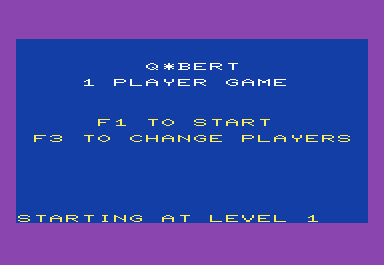 Q*BERT
1 PLAYER GAME
F1 TO START
F3 TO CHANGE PLAYERS
STARTING AT LEVEL 1